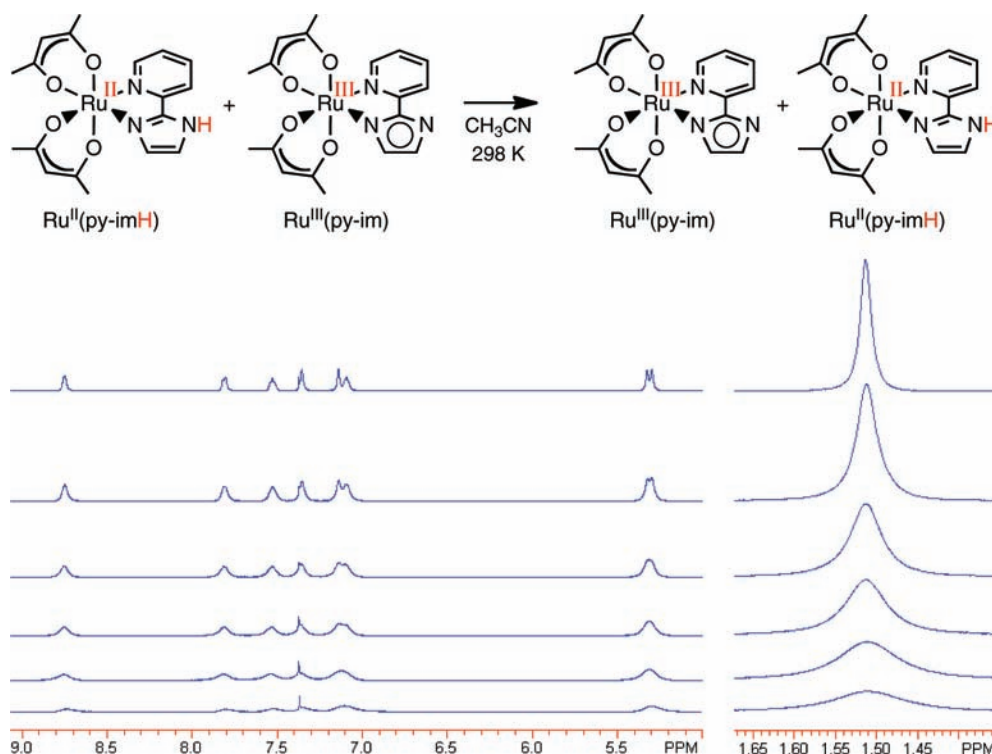 O O O O
O II N O III N O III N O II N
Ru + Ru Ru + Ru
O N NH O N N O N N O N NH
O O O O
CH₃CN
298 K
Ruᴵᴵ(py-imH) Ruᴵᴵᴵ(py-im) Ruᴵᴵᴵ(py-im) Ruᴵᴵ(py-imH)
9.0 8.5 8.0 7.5 7.0 6.5 6.0 5.5 PPM 1.65 1.60 1.55 1.50 1.45 PPM